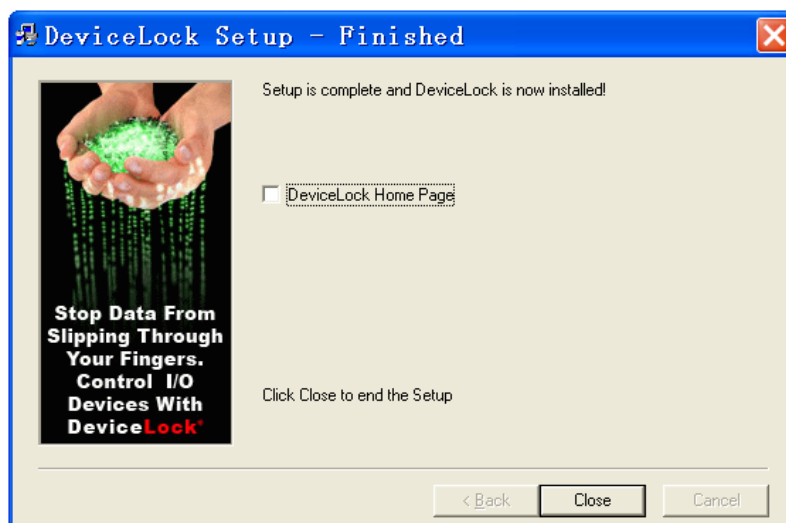 DeviceLock Setup - Finished
Setup is complete and DeviceLock is now installed!
DeviceLock Home Page
Stop Data From
Slipping Through
Your Fingers.
Control I/O
Devices With
DeviceLock®
Click Close to end the Setup
< Back
Close
Cancel